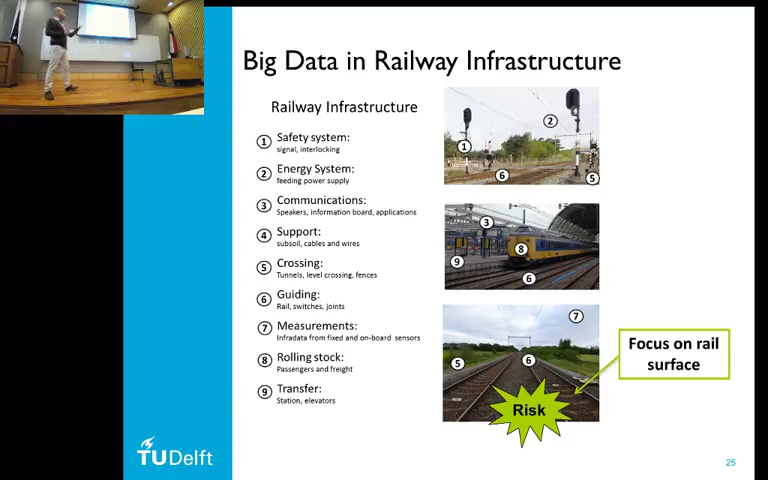 Big Data in Railway Infrastructure
Railway Infrastructure
1 Safety system:
signal, interlocking
2 Energy System:
feeding power supply
3 Communications:
Speakers, information board, applications
4 Support:
subsoil, cables and wires
5 Crossing:
Tunnels, level crossing, fences
6 Guiding:
Rail, switches, joints
7 Measurements:
Infradata from fixed and on-board sensors
8 Rolling stock:
Passengers and freight
9 Transfer:
Station, elevators
2
1
6
5
3
8
9
6
7
5
6
Risk
Focus on rail
surface
TUDelft
25